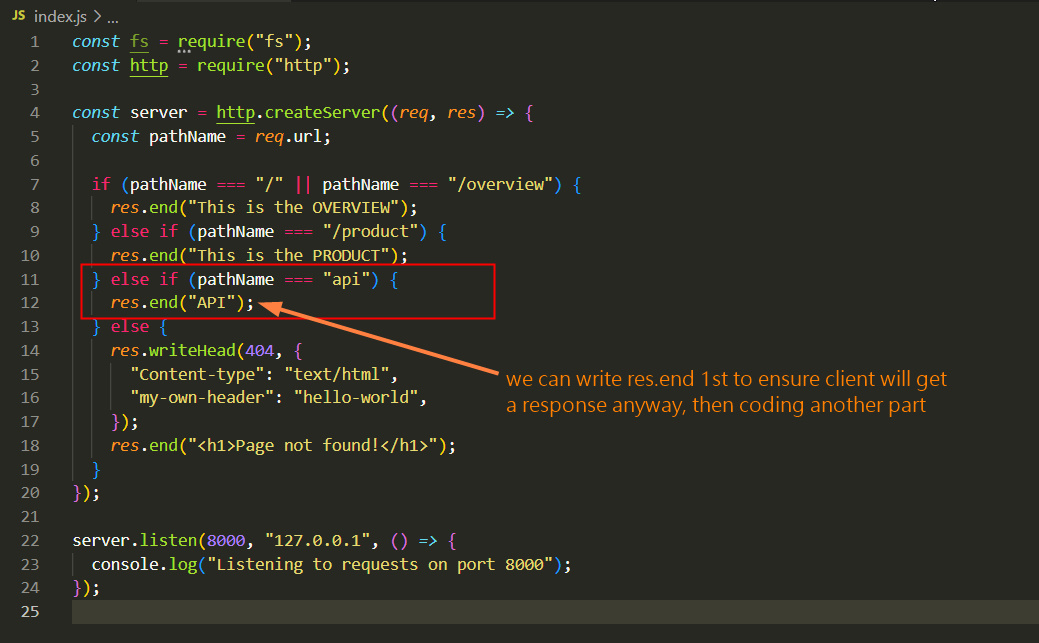 JS index.js > ...
1 const fs = require("fs");
2 const http = require("http");
3
4 const server = http.createServer((req, res) => {
5 const pathName = req.url;
6
7 if (pathName === "/" || pathName === "/overview") {
8 res.end("This is the OVERVIEW");
9 } else if (pathName === "/product") {
10 res.end("This is the PRODUCT");
11 } else if (pathName === "api") {
12 res.end("API");
13 } else {
14 res.writeHead(404, {
15 "Content-type": "text/html",
16 "my-own-header": "hello-world",
17 });
18 res.end("<h1>Page not found!</h1>");
19 }
20 });
21
22 server.listen(8000, "127.0.0.1", () => {
23 console.log("Listening to requests on port 8000");
24 });
25
we can write res.end 1st to ensure client will get
a response anyway, then coding another part